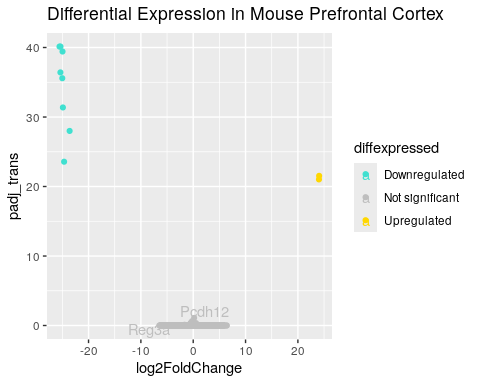 Differential Expression in Mouse Prefrontal Cortex
padj_trans
40
30
20
10
0
Pcdh12
Reg3a
-20 -10 0 10 20
log2FoldChange
diffexpressed
a Downregulated
a Not significant
a Upregulated